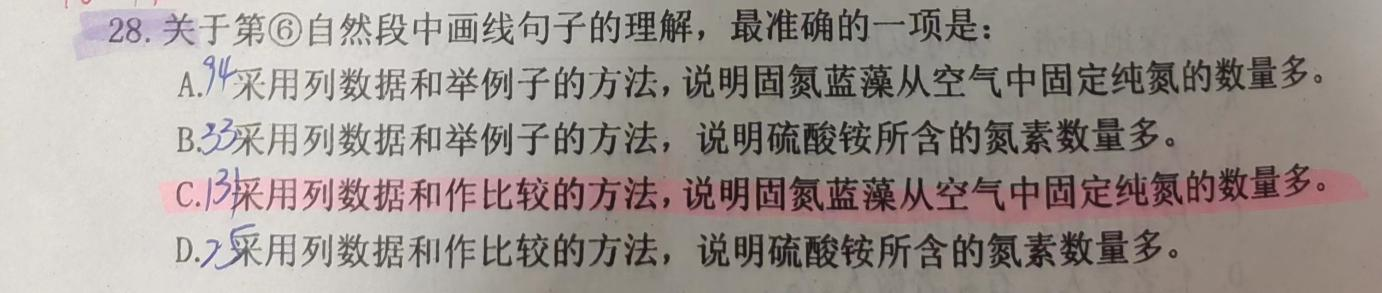 28. 关于第⑥自然段中画线句子的理解，最准确的一项是：
A.94采用列数据和举例子的方法，说明固氮蓝藻从空气中固定纯氮的数量多。
B.33采用列数据和举例子的方法，说明硫酸铵所含的氮素数量多。
C.131采用列数据和作比较的方法，说明固氮蓝藻从空气中固定纯氮的数量多。
D.25采用列数据和作比较的方法，说明硫酸铵所含的氮素数量多。